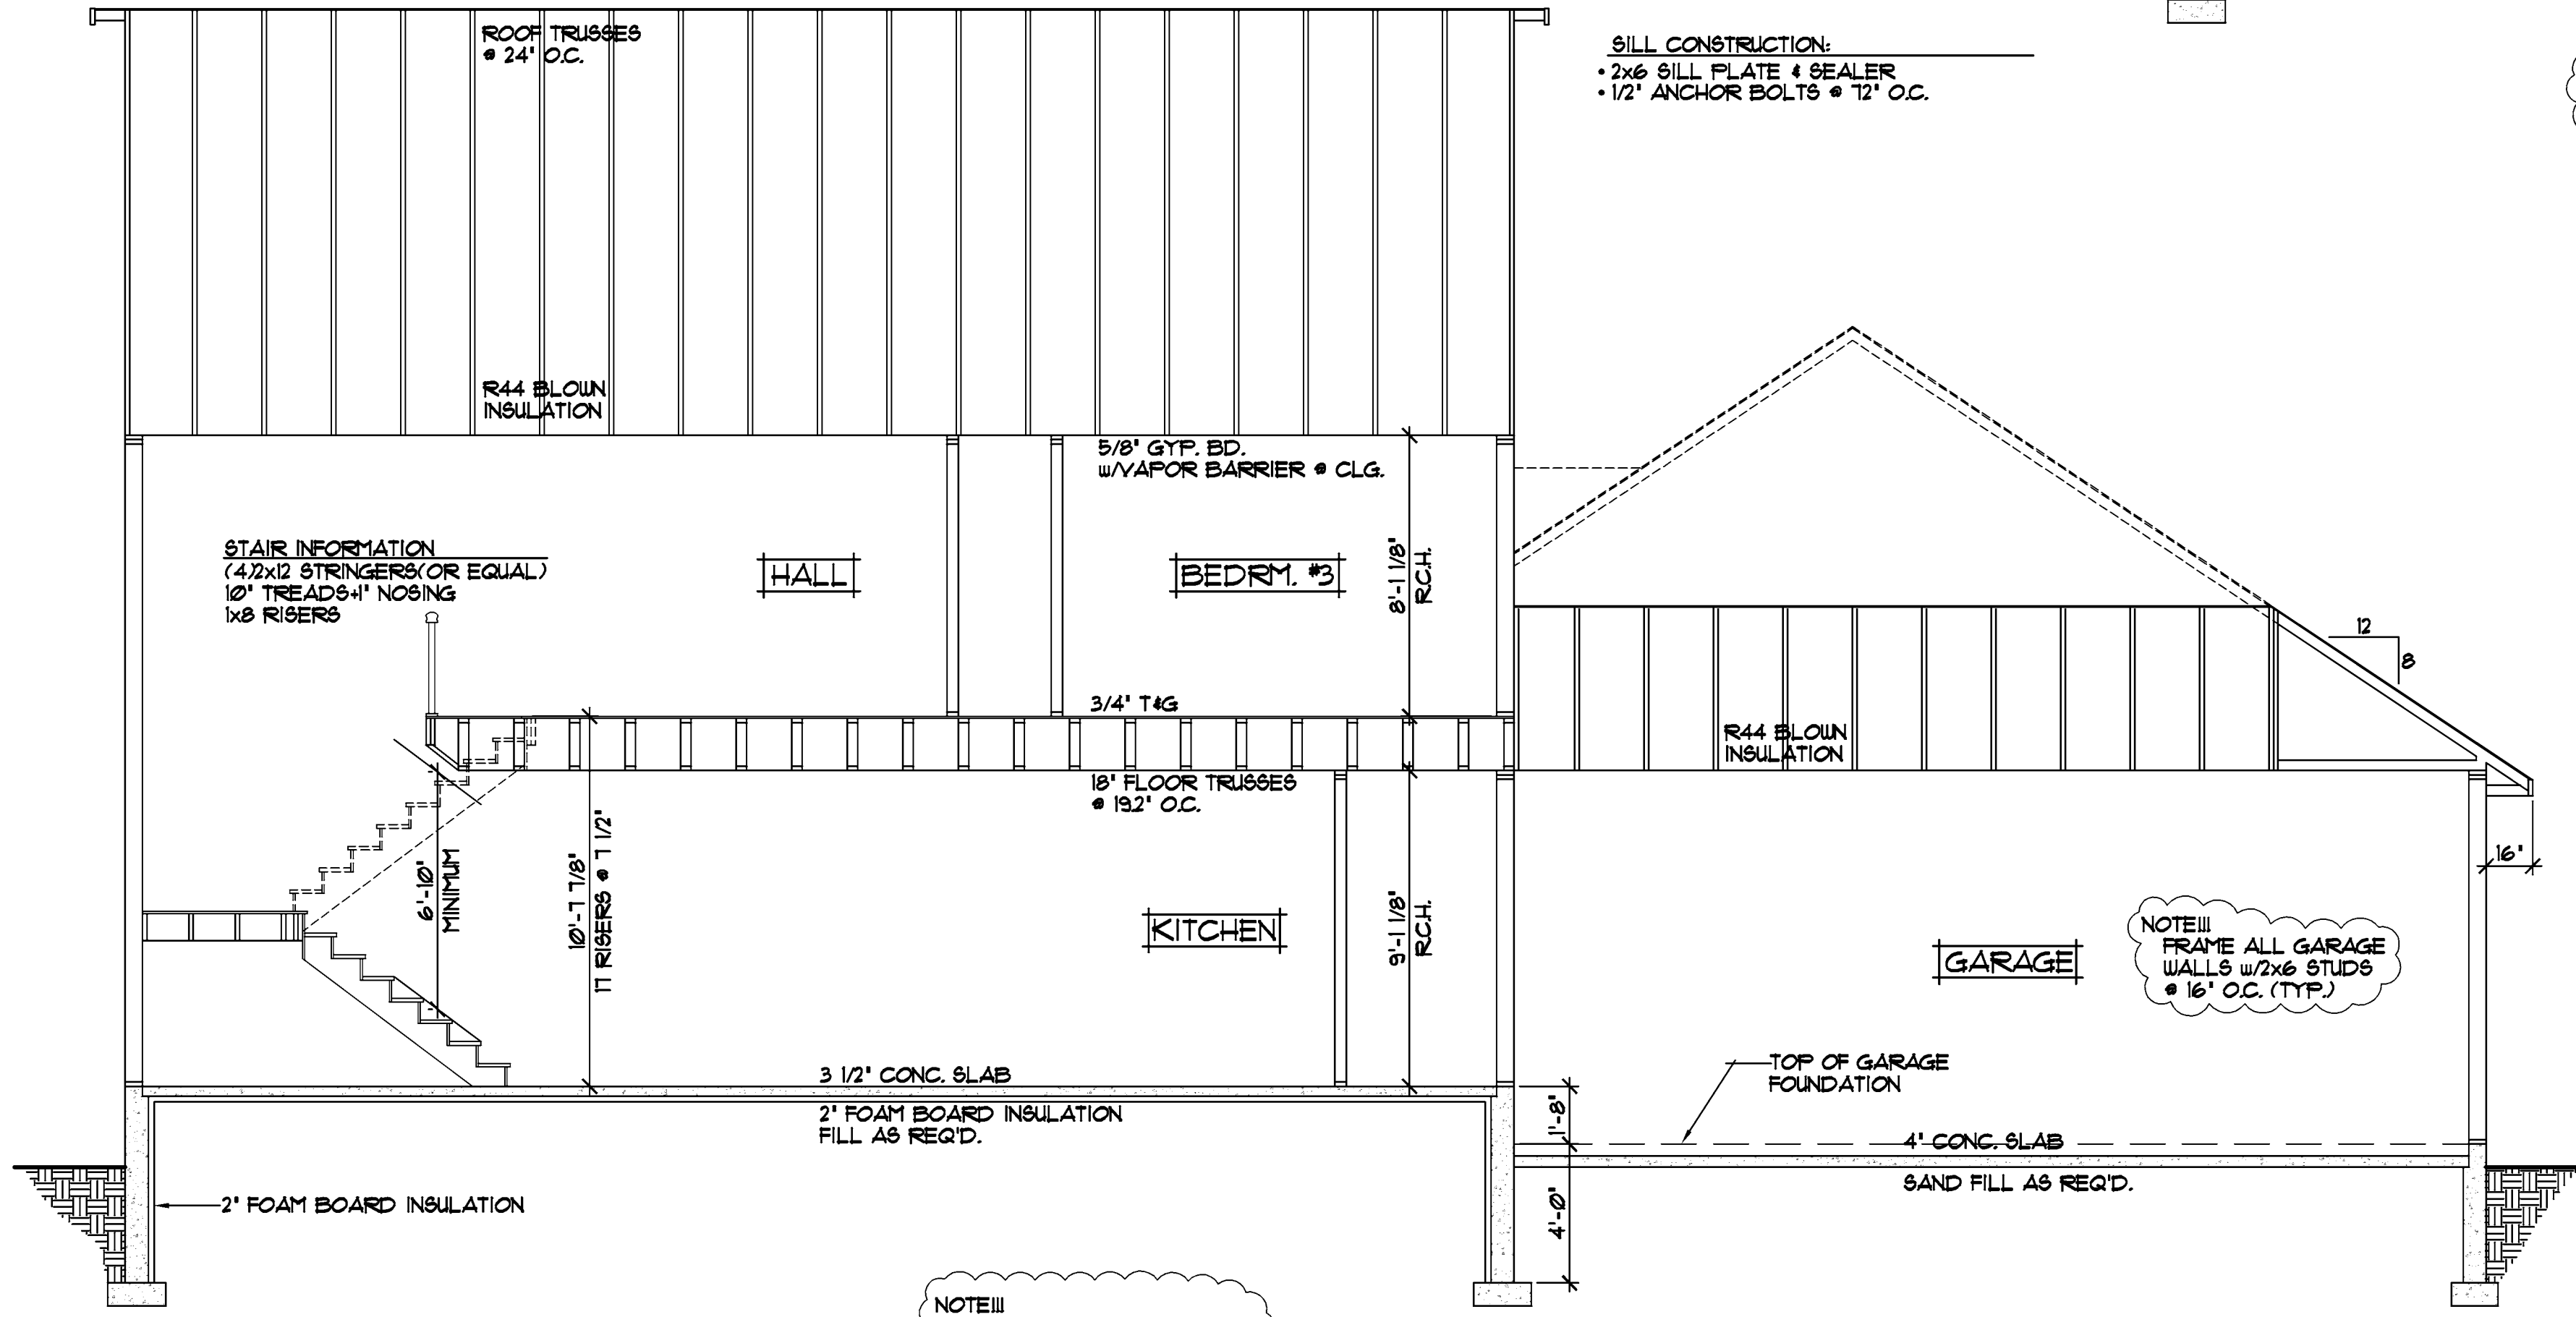 ROOF TRUSSES
@ 24" O.C.
SILL CONSTRUCTION:
• 2x6 SILL PLATE & SEALER
• 1/2" ANCHOR BOLTS @ 72" O.C.
R44 BLOWN
INSULATION
5/8" GYP. BD.
w/VAPOR BARRIER @ CLG.
STAIR INFORMATION
(4)2x12 STRINGERS(OR EQUAL)
10" TREADS+1" NOSING
1x8 RISERS
HALL
BEDRM. #3
8'-1 1/8"
R.C.H.
12
8
3/4" T&G
R44 BLOWN
INSULATION
18" FLOOR TRUSSES
@ 19.2" O.C.
6'-10"
MINIMUM
10'-7 7/8"
17 RISERS @ 7 1/2"
9'-1 1/8"
R.C.H.
16"
KITCHEN
GARAGE
NOTE!!!
FRAME ALL GARAGE
WALLS w/2x6 STUDS
@ 16" O.C. (TYP.)
3 1/2" CONC. SLAB
TOP OF GARAGE
FOUNDATION
2" FOAM BOARD INSULATION
FILL AS REQ'D.
1'-8"
4" CONC. SLAB
SAND FILL AS REQ'D.
2" FOAM BOARD INSULATION
4'-0"
NOTE!!!